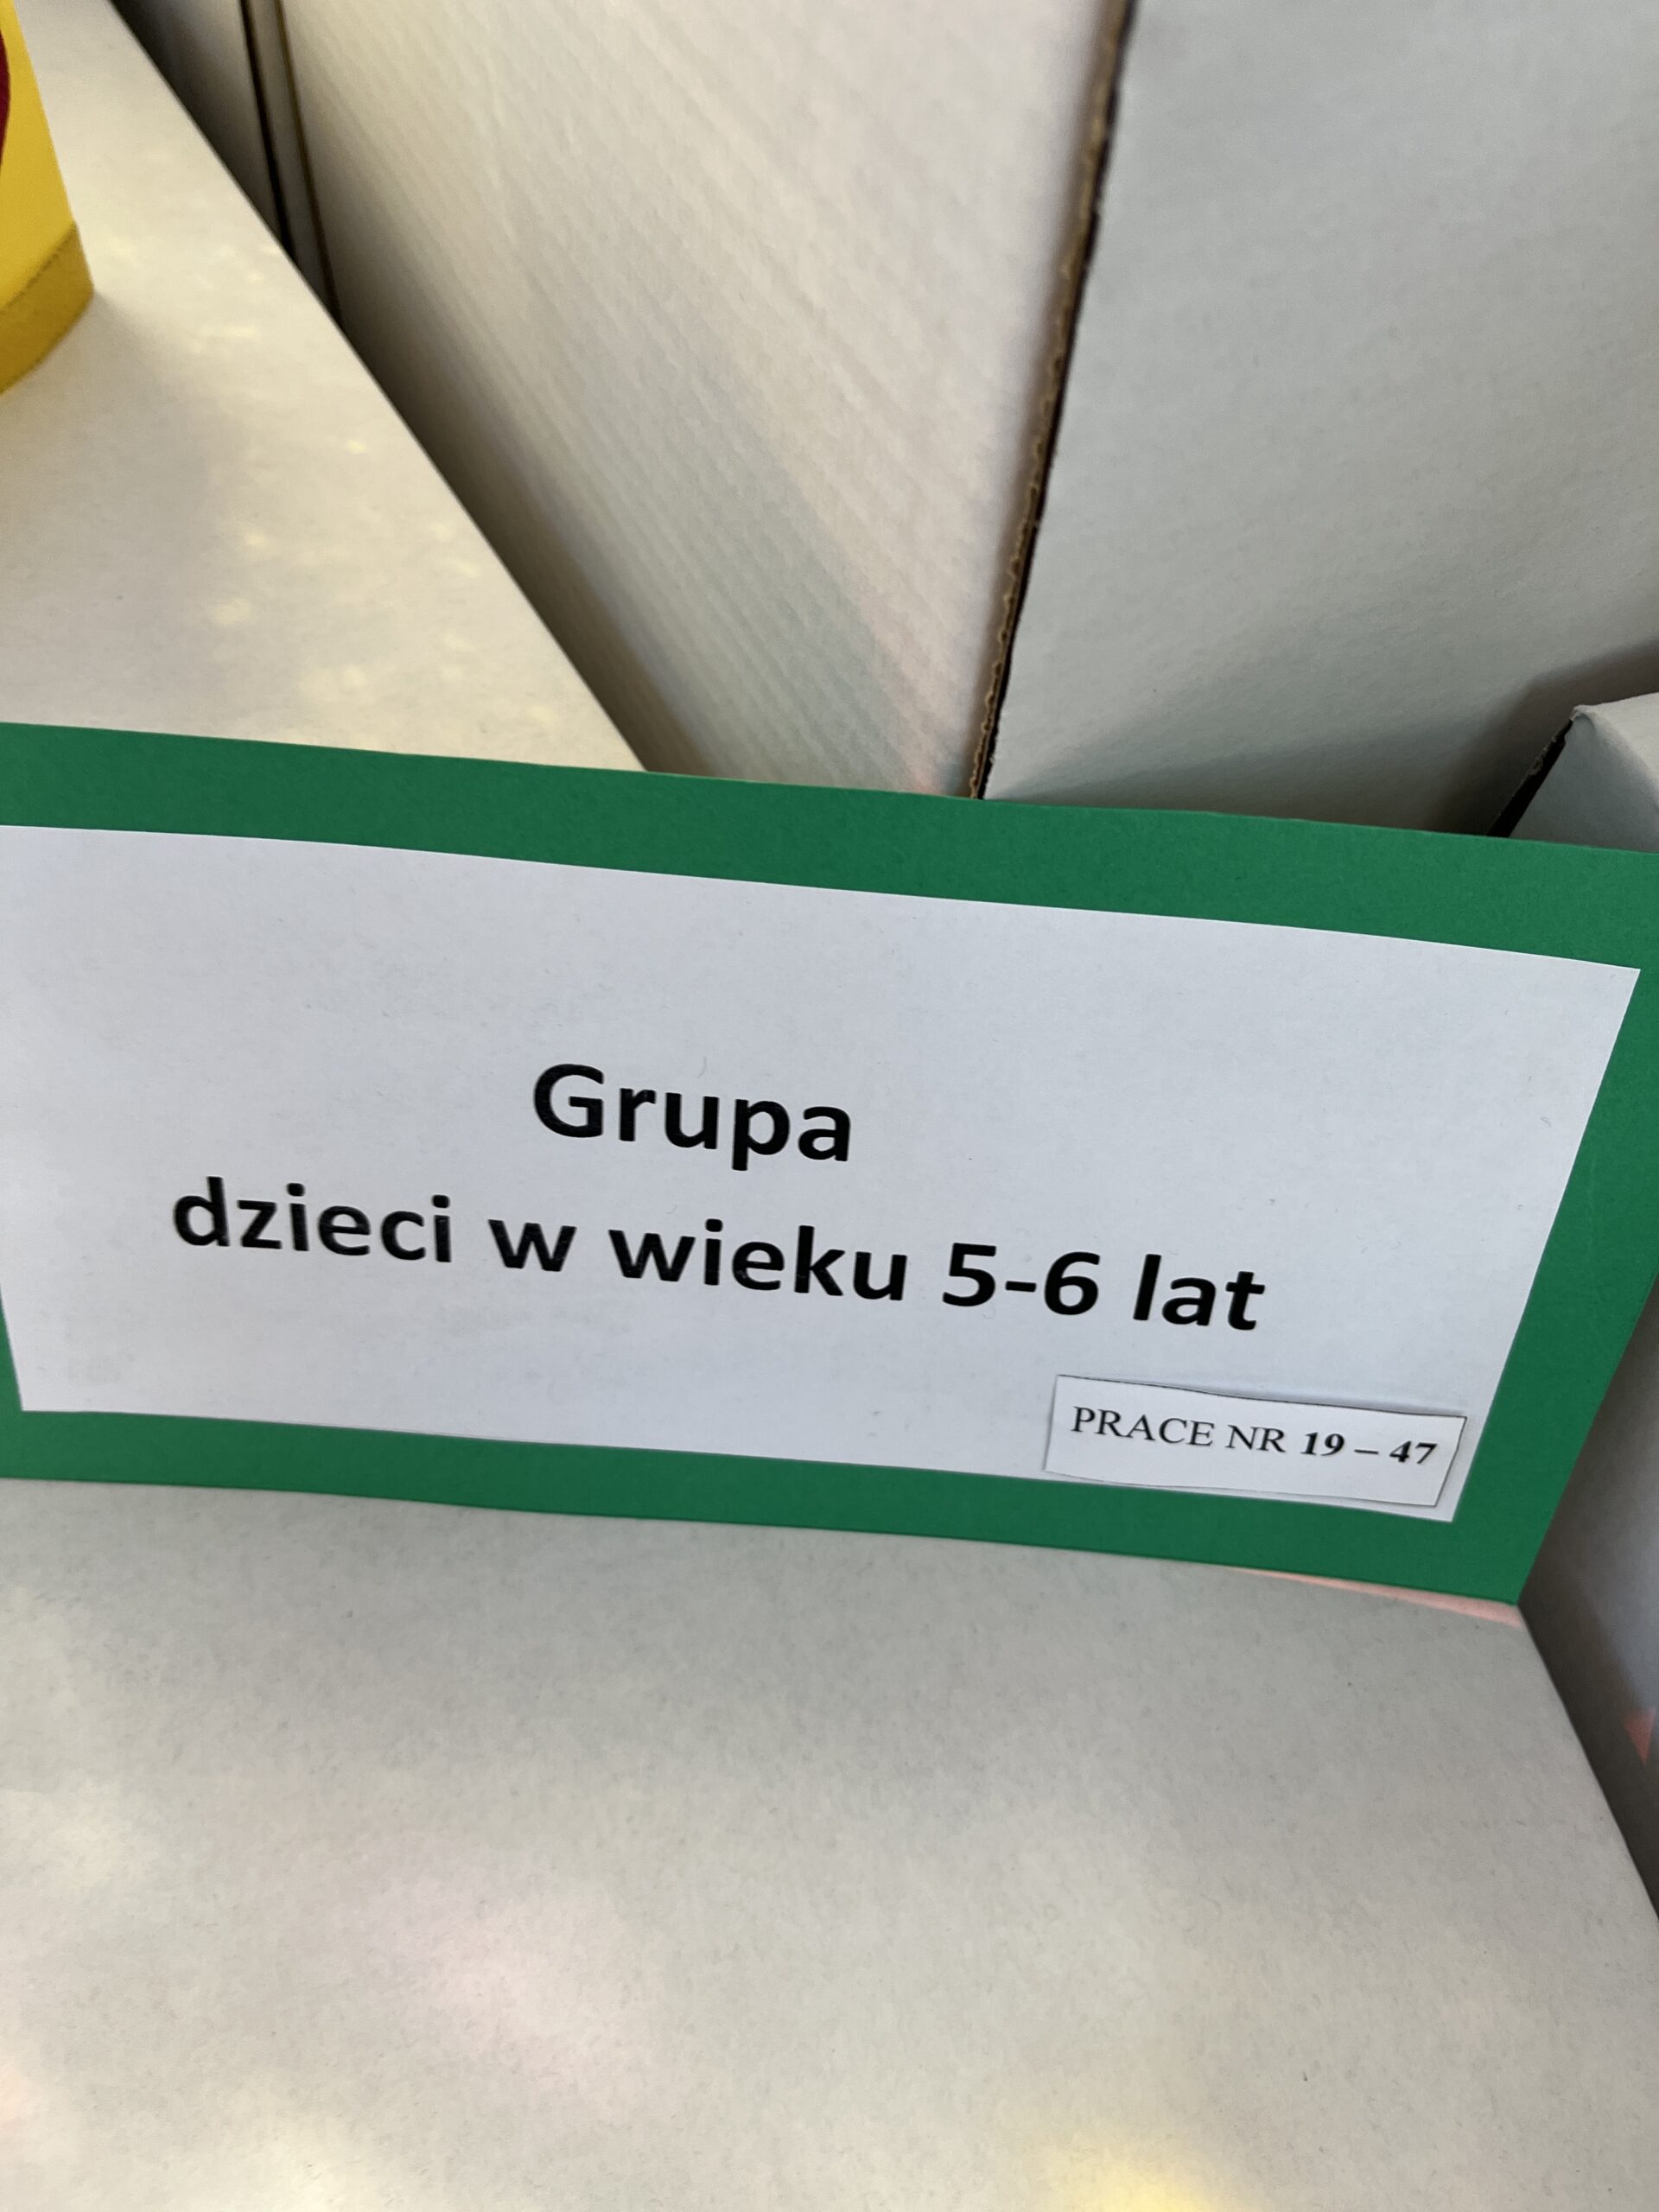 Grupa
dzieci w wieku 5-6 lat
PRACE NR 19 – 47